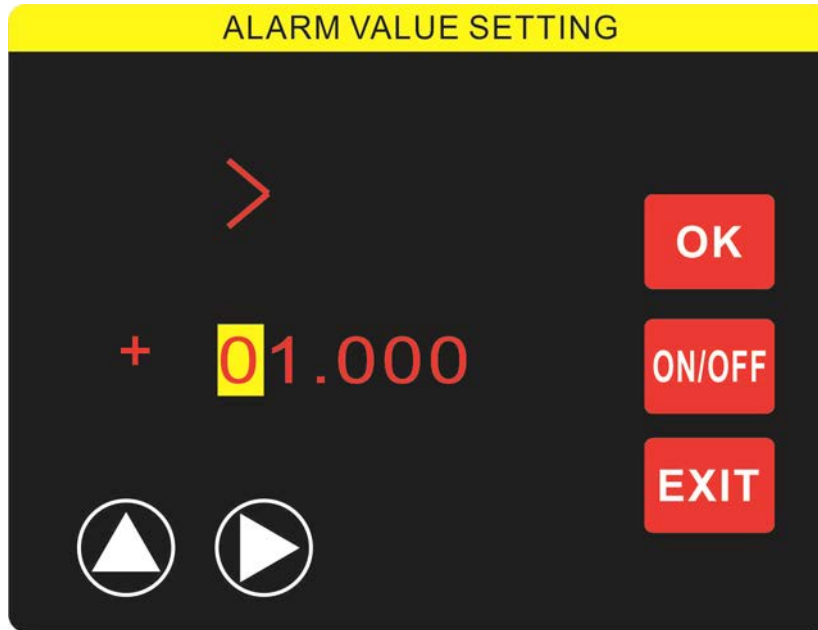 ALARM VALUE SETTING
>
OK
+ 01.000
ON/OFF
EXIT